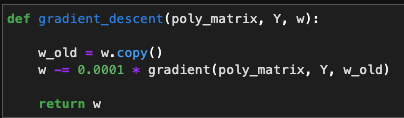 def gradient_descent(poly_matrix, Y, w):
w_old = w.copy()
w -= 0.0001 * gradient(poly_matrix, Y, w_old)
return w